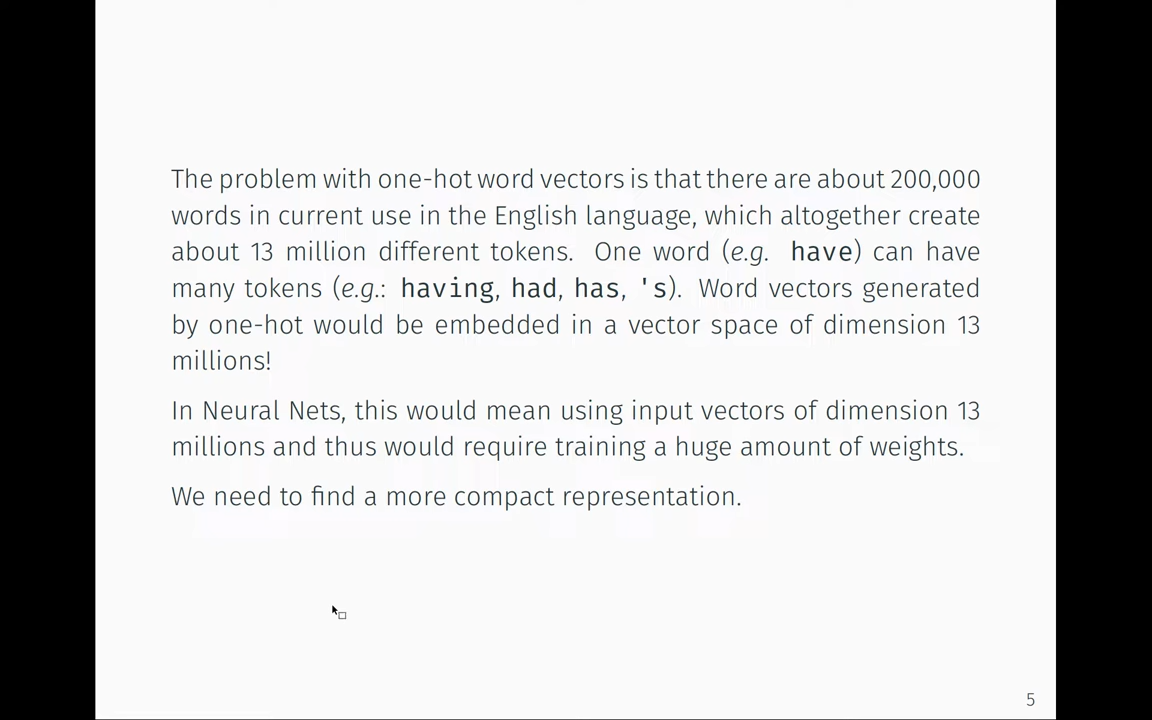 The problem with one-hot word vectors is that there are about 200,000
words in current use in the English language, which altogether create
about 13 million different tokens. One word (e.g. have) can have
many tokens (e.g.: having, had, has, 's). Word vectors generated
by one-hot would be embedded in a vector space of dimension 13
millions!
In Neural Nets, this would mean using input vectors of dimension 13
millions and thus would require training a huge amount of weights.
We need to find a more compact representation.
5